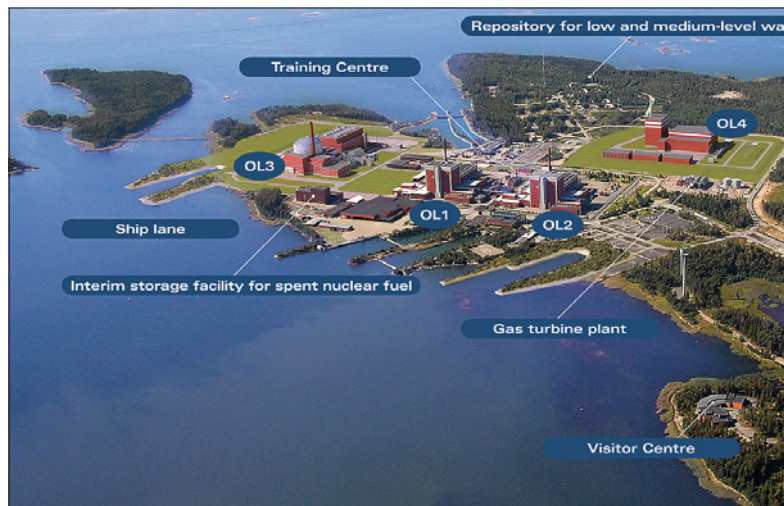 Repository for low and medium-level wa
Training Centre
OL4
OL3
OL1
OL2
Ship lane
Interim storage facility for spent nuclear fuel
Gas turbine plant
Visitor Centre